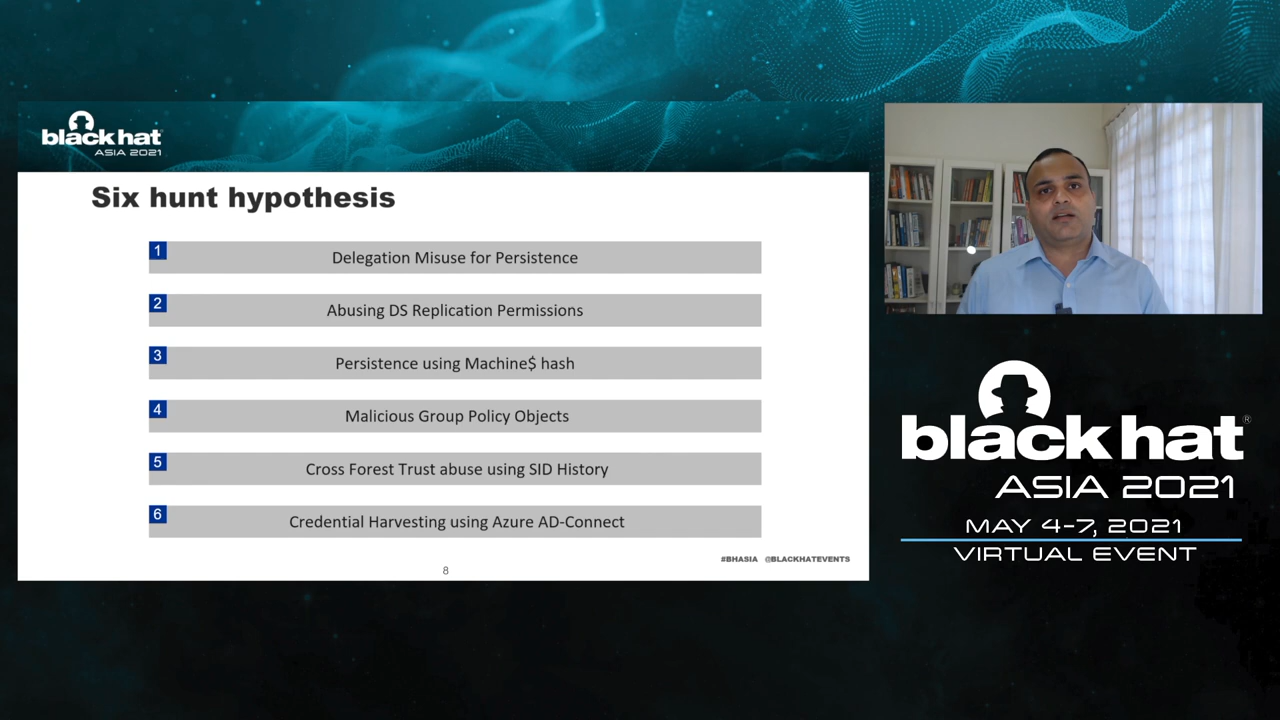 black hat
ASIA 2021
Six hunt hypothesis
1
Delegation Misuse for Persistence
2
Abusing DS Replication Permissions
3
Persistence using Machine$ hash
4
Malicious Group Policy Objects
5
Cross Forest Trust abuse using SID History
6
Credential Harvesting using Azure AD-Connect
#BHASIA @BLACKHATEVENTS
8
black hat®
ASIA 2021
MAY 4-7, 2021
VIRTUAL EVENT